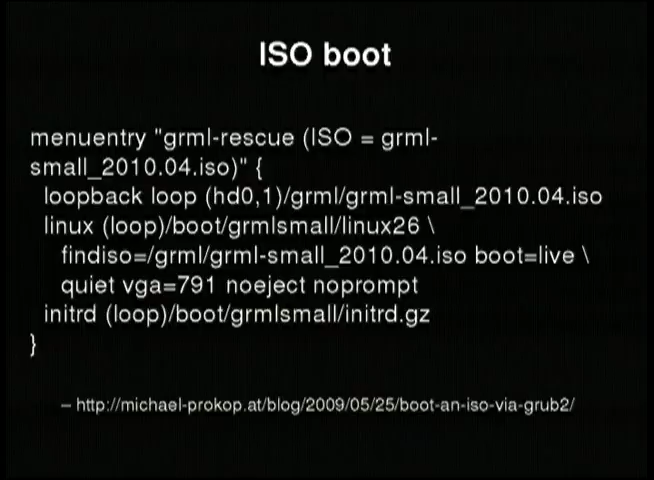 ISO boot
menuentry "grml-rescue (ISO = grml-
small_2010.04.iso)" {
loopback loop (hd0,1)/grml/grml-small_2010.04.iso
linux (loop)/boot/grmlsmall/linux26 \
findiso=/grml/grml-small_2010.04.iso boot=live \
quiet vga=791 noeject noprompt
initrd (loop)/boot/grmlsmall/initrd.gz
}
– http://michael-prokop.at/blog/2009/05/25/boot-an-iso-via-grub2/